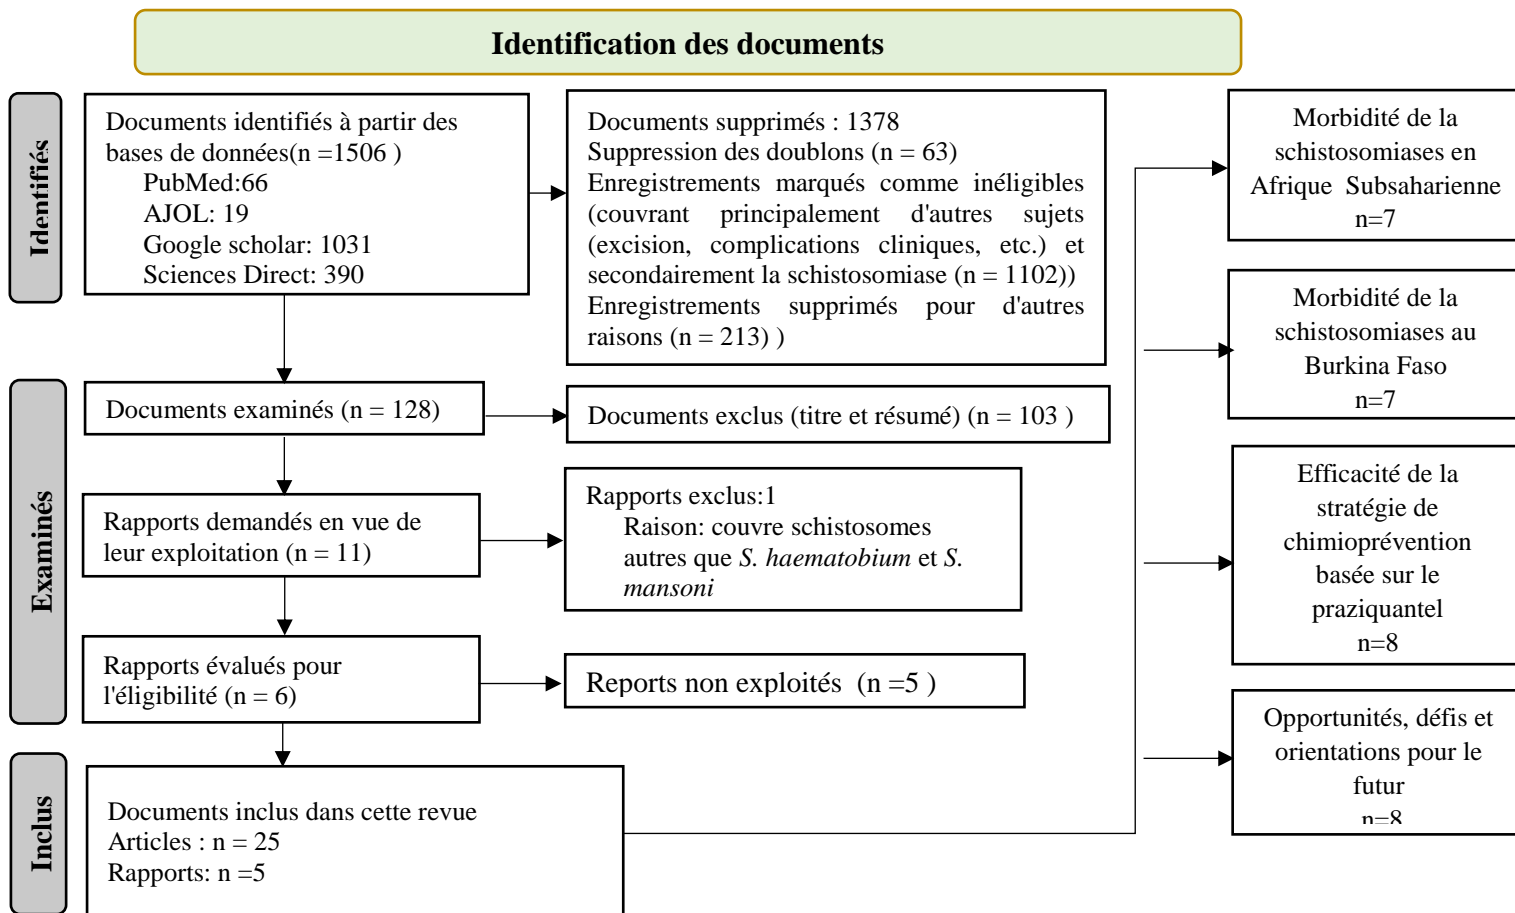 Identification des documents
Identifiés
Documents identifiés à partir des
bases de données(n =1506 )
PubMed:66
AJOL: 19
Google scholar: 1031
Sciences Direct: 390
Documents supprimés : 1378
Suppression des doublons (n = 63)
Enregistrements marqués comme inéligibles
(couvrant principalement d'autres sujets
(excision, complications cliniques, etc.) et
secondairement la schistosomiase (n = 1102))
Enregistrements supprimés pour d'autres
raisons (n = 213) )
Examinés
Documents examinés (n = 128)
Documents exclus (titre et résumé) (n = 103 )
Rapports demandés en vue de
leur exploitation (n = 11)
Rapports exclus:1
Raison: couvre schistosomes
autres que S. haematobium et S.
mansoni
Rapports évalués pour
l'éligibilité (n = 6)
Reports non exploités (n =5 )
Inclus
Documents inclus dans cette revue
Articles : n = 25
Rapports: n =5
Morbidité de la
schistosomiases en
Afrique Subsaharienne
n=7
Morbidité de la
schistosomiases au
Burkina Faso
n=7
Efficacité de la
stratégie de
chimioprévention
basée sur le
praziquantel
n=8
Opportunités, défis et
orientations pour le
futur
n=8